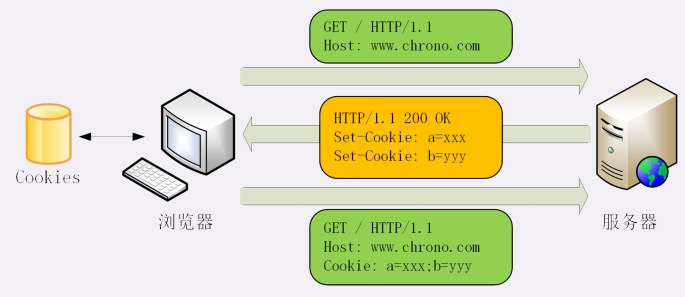 GET / HTTP/1.1
Host: www.chrono.com
HTTP/1.1 200 OK
Set-Cookie: a=xxx
Set-Cookie: b=yyy
Cookies
浏览器
服务器
GET / HTTP/1.1
Host: www.chrono.com
Cookie: a=xxx;b=yyy